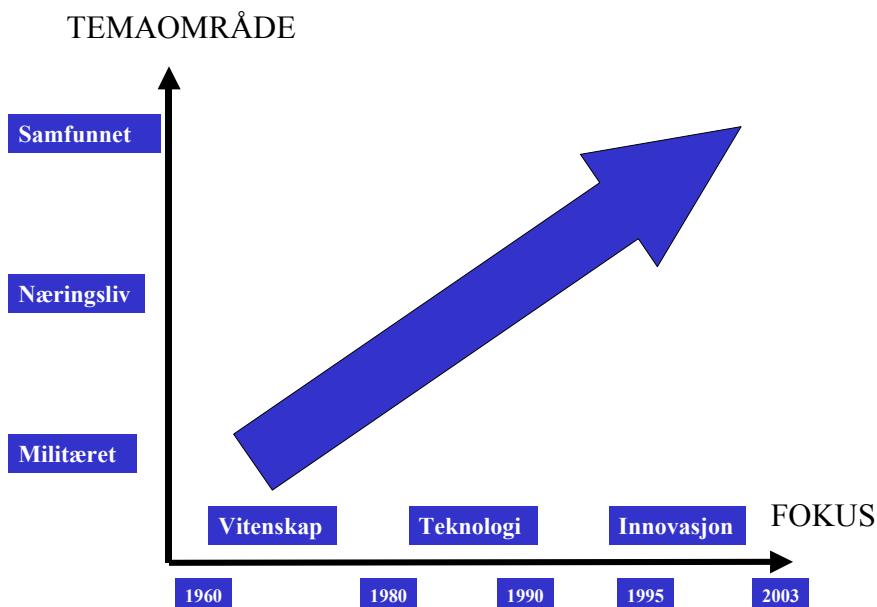 TEMAOMRÅDE
Samfunnet
Næringsliv
Militæret
Vitenskap Teknologi Innovasjon FOKUS
1960 1980 1990 1995 2003